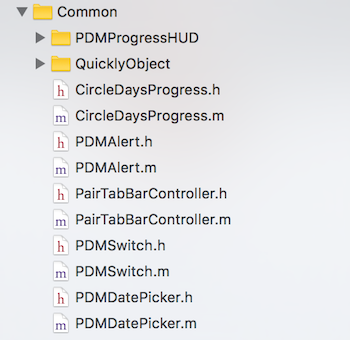 Common
PDMProgressHUD
QuicklyObject
h CircleDaysProgress.h
m CircleDaysProgress.m
h PDMAlert.h
m PDMAlert.m
h PairTabBarController.h
m PairTabBarController.m
h PDMSwitch.h
m PDMSwitch.m
h PDMDatePicker.h
m PDMDatePicker.m